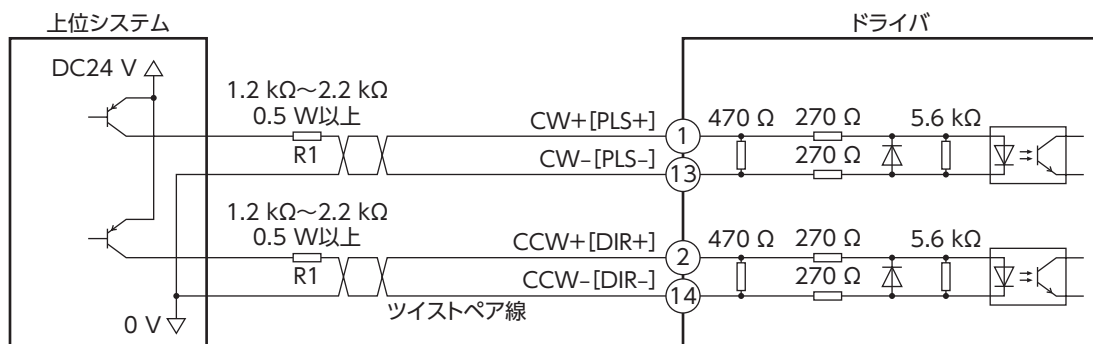 上位システム
ドライバ
DC24 V
1.2 kΩ～2.2 kΩ
0.5 W以上
R1
CW+[PLS+]
1
CW-[PLS-]
13
470 Ω
270 Ω
270 Ω
5.6 kΩ
1.2 kΩ～2.2 kΩ
0.5 W以上
R1
CCW+[DIR+]
2
CCW-[DIR-]
14
470 Ω
270 Ω
270 Ω
5.6 kΩ
ツイストペア線
0 V